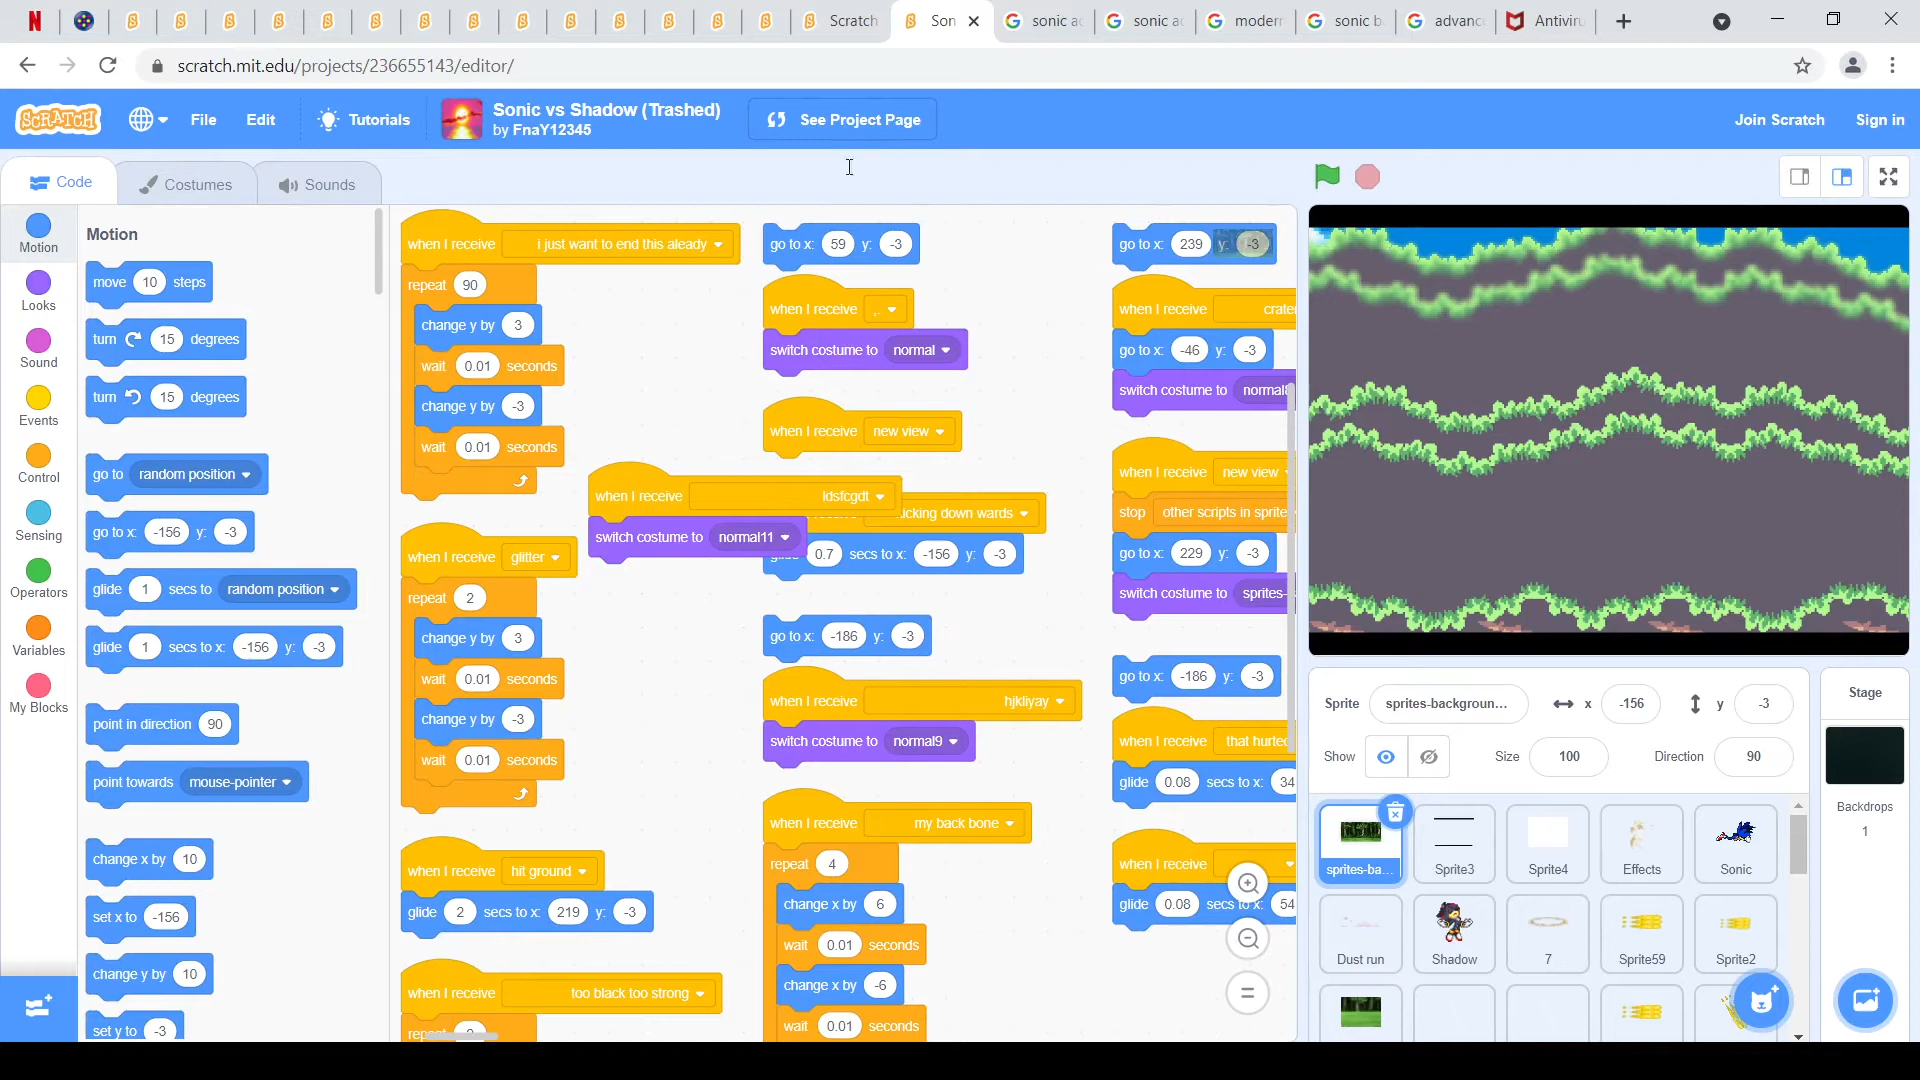 Scratch
Son
sonic ac
sonic ac
modern
sonic b
advanc
Antiviru
scratch.mit.edu/projects/236655143/editor/
SCRATCH
File
Edit
Tutorials
Sonic vs Shadow (Trashed)
by FnaY12345
See Project Page
Join Scratch
Sign in
Code
Costumes
Sounds
Motion
Looks
Sound
Events
Control
Sensing
Operators
Variables
My Blocks
Motion
move 10 steps
turn 15 degrees
turn 15 degrees
go to random position
go to x: -156 y: -3
glide 1 secs to random position
glide 1 secs to x: -156 y: -3
point in direction 90
point towards mouse-pointer
change x by 10
set x to -156
change y by 10
set y to -3
when I receive i just want to end this aleady
repeat 90
change y by 3
wait 0.01 seconds
change y by -3
wait 0.01 seconds
when I receive glitter
repeat 2
change y by 3
wait 0.01 seconds
change y by -3
wait 0.01 seconds
when I receive hit ground
glide 2 secs to x: 219 y: -3
when I receive too black too strong
repeat
when I receive ldsfcgdt
switch costume to normal11
go to x: 59 y: -3
when I receive ,.
switch costume to normal
when I receive new view
icking down wards
glide 0.7 secs to x: -156 y: -3
go to x: -186 y: -3
when I receive hjkliyay
switch costume to normal9
when I receive my back bone
repeat 4
change x by 6
wait 0.01 seconds
change x by -6
wait 0.01 seconds
go to x: 239 y: -3
when I receive crater
go to x: -46 y: -3
switch costume to normal
when I receive new view
stop other scripts in sprite
go to x: 229 y: -3
switch costume to sprites-
go to x: -186 y: -3
when I receive that hurted
glide 0.08 secs to x: 34
when I receive
glide 0.08 secs to x: 54
Sprite sprites-backgroun... x -156 y -3
Show Size 100 Direction 90
sprites-ba...
Sprite3
Sprite4
Effects
Sonic
Dust run
Shadow
7
Sprite59
Sprite2
Stage
Backdrops
1